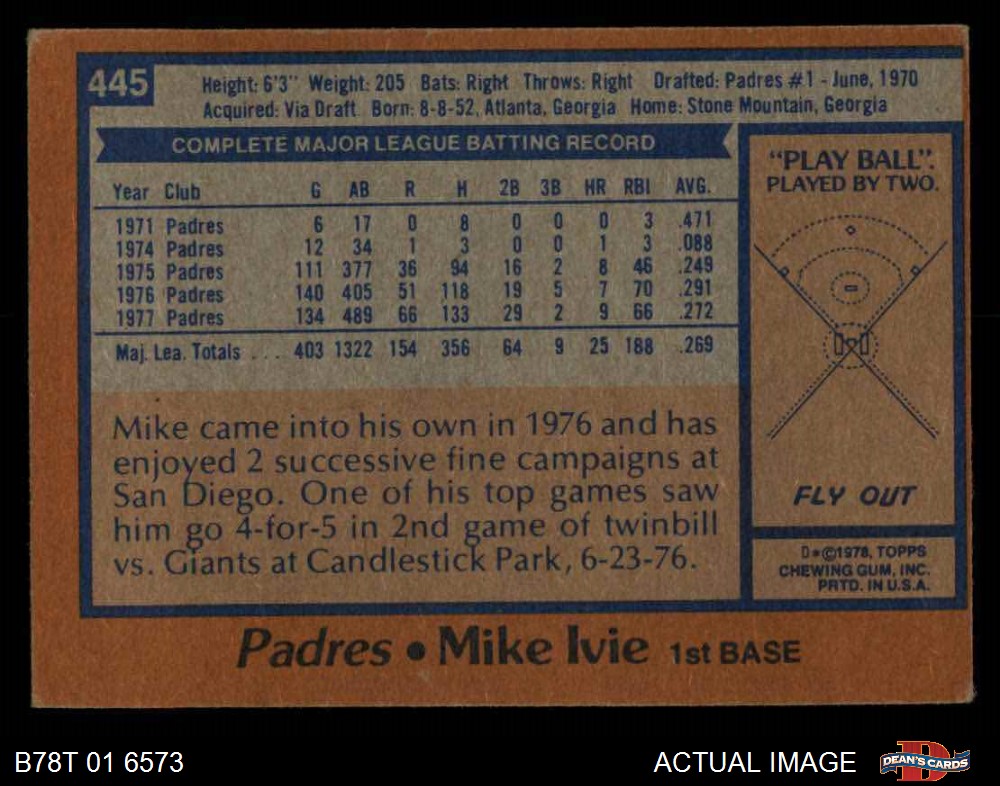 445
Height: 6'3" Weight: 205 Bats: Right Throws: Right Drafted: Padres #1 - June, 1970
Acquired: Via Draft Born: 8-8-52, Atlanta, Georgia Home: Stone Mountain, Georgia
COMPLETE MAJOR LEAGUE BATTING RECORD
Year Club G AB R H 2B 3B HR RBI AVG.
1971 Padres 6 17 0 8 0 0 0 3 .471
1974 Padres 12 34 1 3 0 0 1 3 .088
1975 Padres 111 377 36 94 16 2 8 46 .249
1976 Padres 140 405 51 118 19 5 7 70 .291
1977 Padres 134 489 66 133 29 2 9 66 .272
Maj. Lea. Totals ... 403 1322 154 356 64 9 25 188 .269
Mike came into his own in 1976 and has
enjoyed 2 successive fine campaigns at
San Diego. One of his top games saw
him go 4-for-5 in 2nd game of twinbill
vs. Giants at Candlestick Park, 6-23-76.
"PLAY BALL".
PLAYED BY TWO.
FLY OUT
D*©1978, TOPPS
CHEWING GUM, INC.
PRTD. IN U.S.A.
Padres • Mike Ivie 1st BASE
B78T 01 6573
ACTUAL IMAGE
D
DEAN'S CARDS